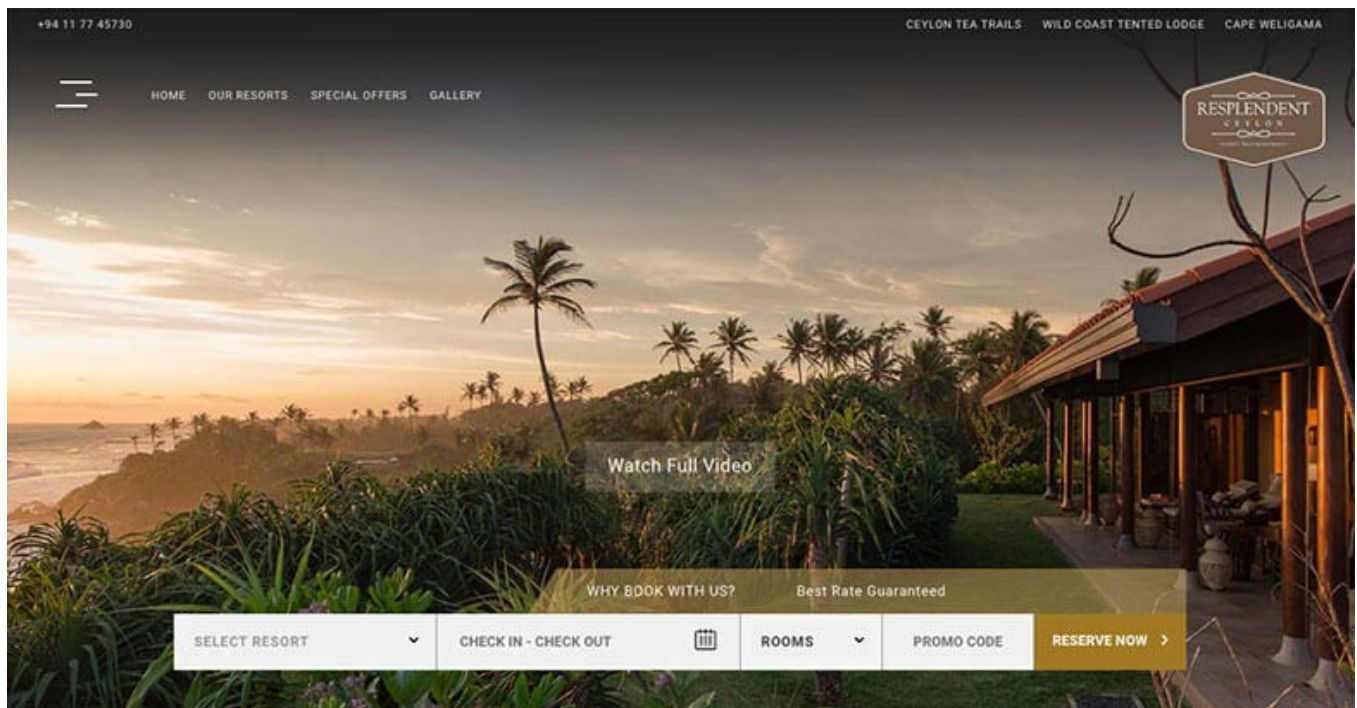 +94 11 77 45730
CEYLON TEA TRAILS WILD COAST TENTED LODGE CAPE WELIGAMA
HOME OUR RESORTS SPECIAL OFFERS GALLERY
RESPLENDENT
CEYLON
Watch Full Video
WHY BOOK WITH US? Best Rate Guaranteed
SELECT RESORT CHECK IN - CHECK OUT ROOMS PROMO CODE RESERVE NOW >